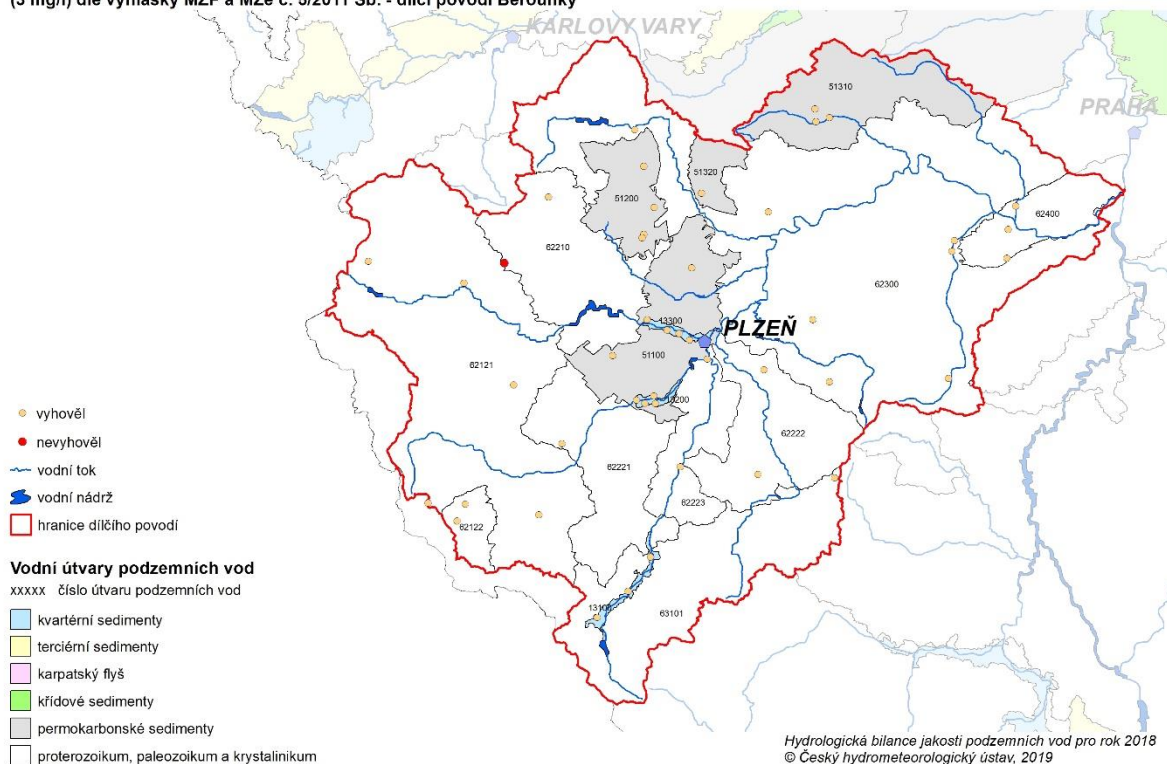 (3 mg/l) dle vyhlášky MŽP a MZe č. 5/2011 Sb. - dílčí povodí Berounky
KARLOVY VARY
51310
PRAHA
51320
51200
62400
62210
62300
13300
PLZEŇ
51100
62121
vyhověl
nevyhověl
62222
vodní tok
62221
vodní nádrž
62223
hranice dílčího povodí
62122
Vodní útvary podzemních vod
xxxxx číslo útvaru podzemních vod
63101
kvartérní sedimenty
terciérní sedimenty
karpatský flyš
křídové sedimenty
permokarbonské sedimenty
proterozoikum, paleozoikum a krystalinikum
Hydrologická bilance jakosti podzemních vod pro rok 2018
© Český hydrometeorologický ústav, 2019